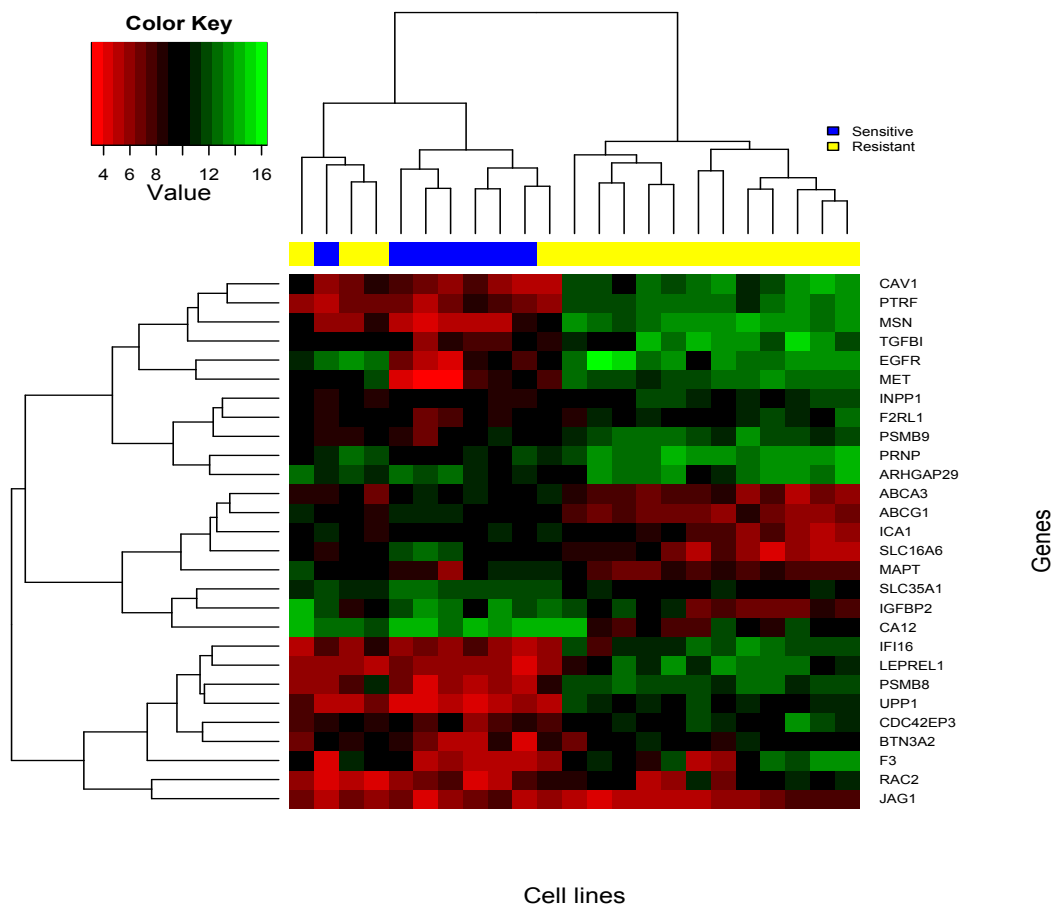 Color Key
4 6 8 12 16
Value
Sensitive
Resistant
CAV1
PTRF
MSN
TGFBI
EGFR
MET
INPP1
F2RL1
PSMB9
PRNP
ARHGAP29
ABCA3
ABCG1
ICA1
SLC16A6
MAPT
SLC35A1
IGFBP2
CA12
IFI16
LEPREL1
PSMB8
UPP1
CDC42EP3
BTN3A2
F3
RAC2
JAG1
Genes
Cell lines